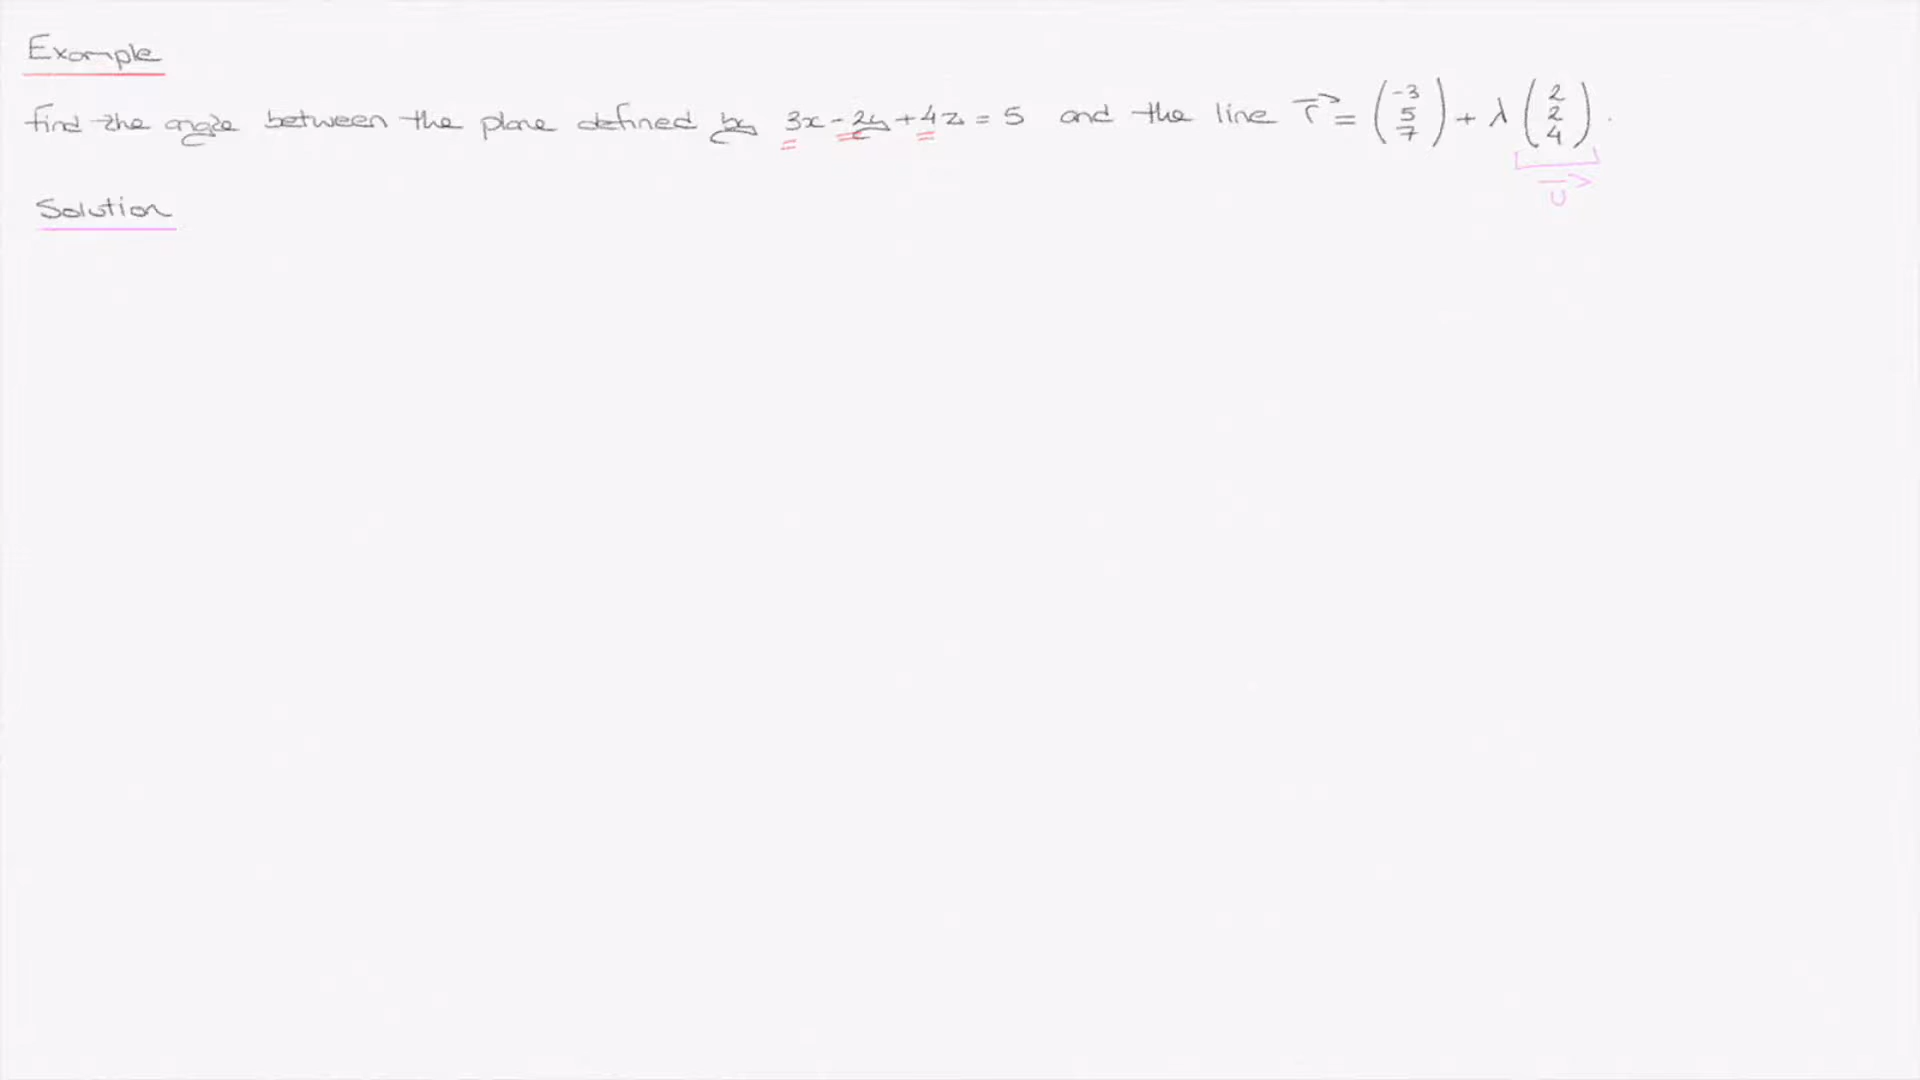 Example
find the angle between the plane defined by 3x - 2y + 4z = 5 and the line r⃗ = (-3 5 7) + λ (2 2 4).
u⃗
Solution